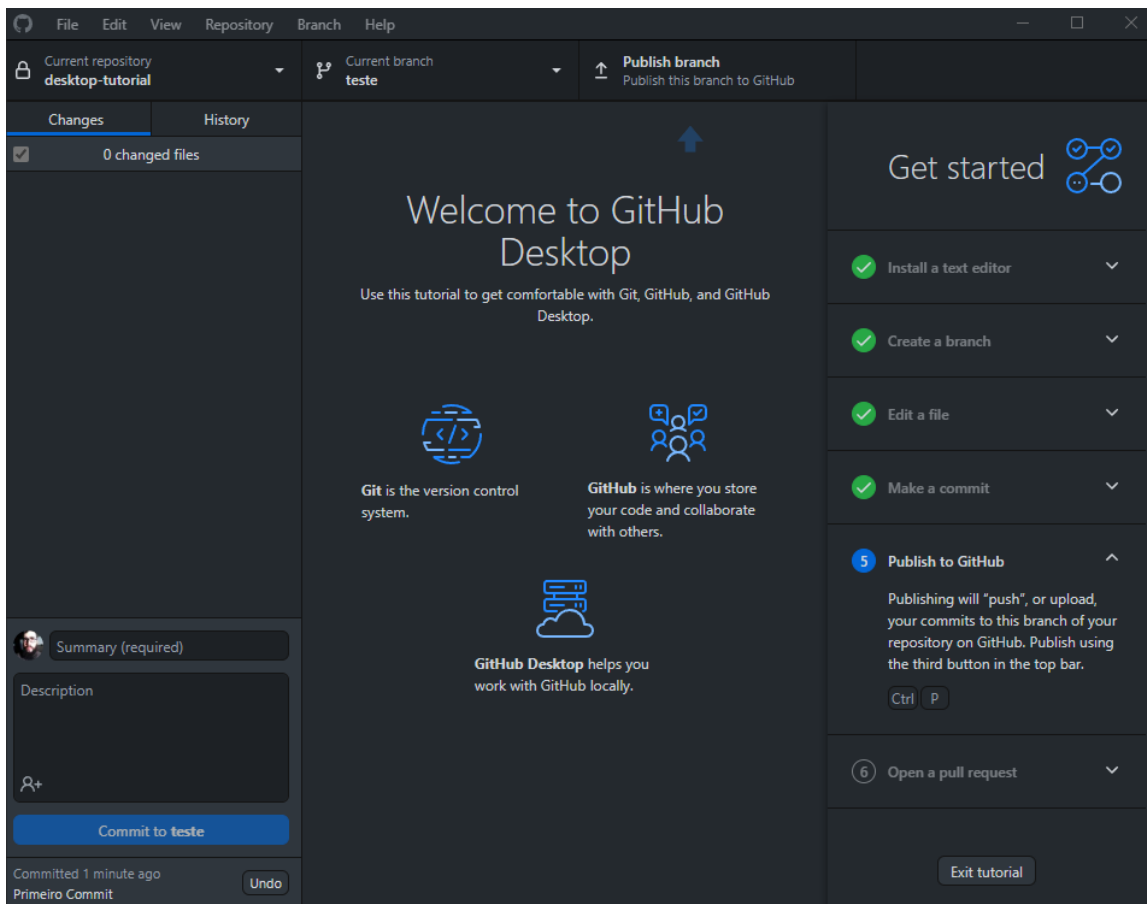 File Edit View Repository Branch Help
Current repository
desktop-tutorial
Current branch
teste
Publish branch
Publish this branch to GitHub
Changes History
0 changed files
Welcome to GitHub
Desktop
Use this tutorial to get comfortable with Git, GitHub, and GitHub
Desktop.
Git is the version control
system.
GitHub is where you store
your code and collaborate
with others.
GitHub Desktop helps you
work with GitHub locally.
Get started
Install a text editor
Create a branch
Edit a file
Make a commit
5 Publish to GitHub
Publishing will “push”, or upload,
your commits to this branch of your
repository on GitHub. Publish using
the third button in the top bar.
Ctrl P
6 Open a pull request
Exit tutorial
Summary (required)
Description
Commit to teste
Committed 1 minute ago
Primeiro Commit
Undo